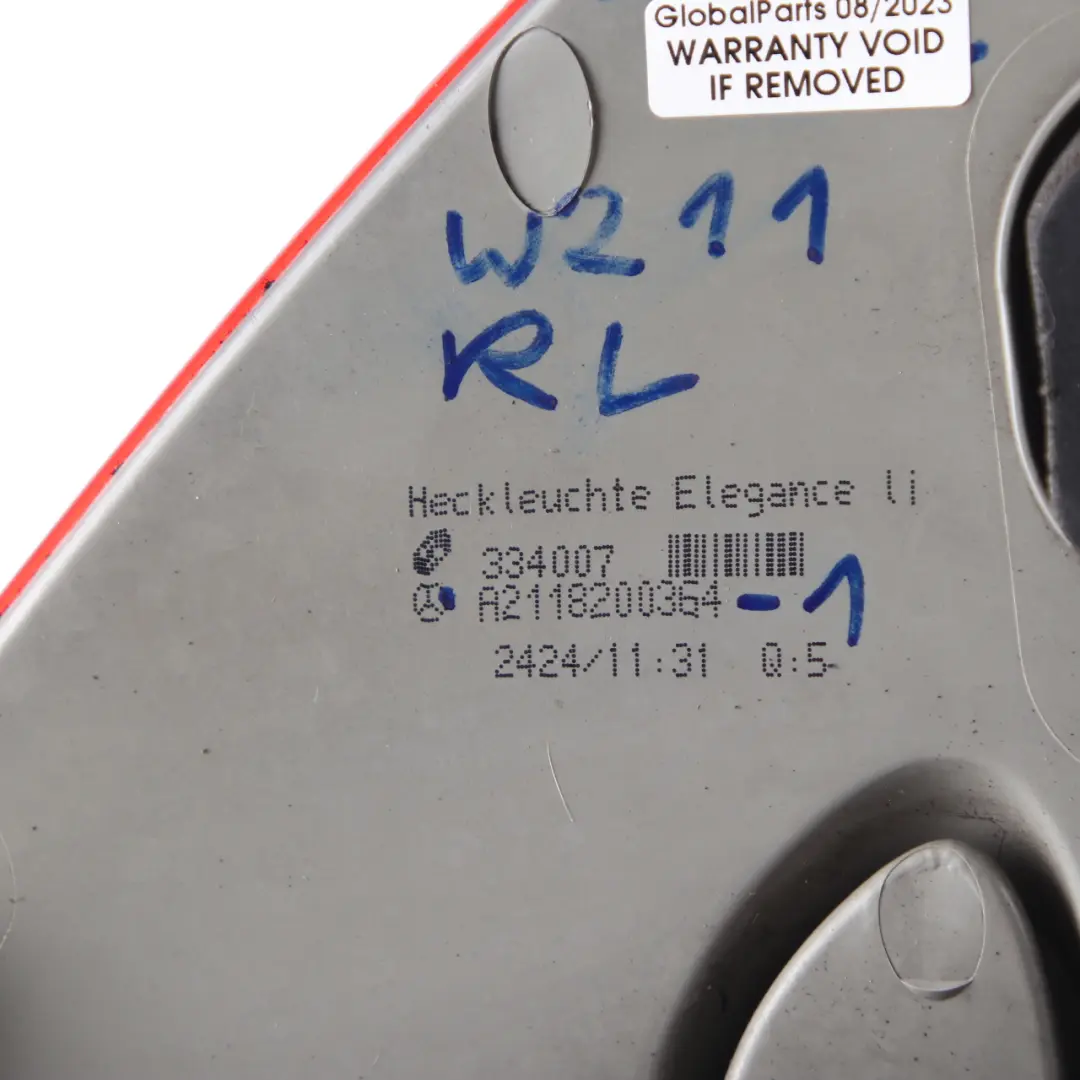 GlobalParts 08/2023
WARRANTY VOID
IF REMOVED
W211
RL
Heckleuchte Elegance li
334007
A2118200364 -1
2424/11:31 Q:5